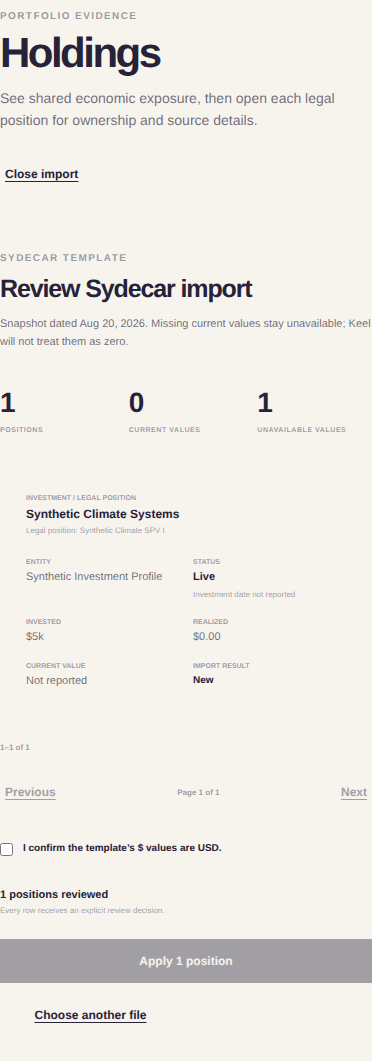 PORTFOLIO EVIDENCE
Holdings
See shared economic exposure, then open each legal
position for ownership and source details.
Close import
SYDECAR TEMPLATE
Review Sydecar import
Snapshot dated Aug 20, 2026. Missing current values stay unavailable; Keel
will not treat them as zero.
1 0 1
POSITIONS CURRENT VALUES UNAVAILABLE VALUES
INVESTMENT / LEGAL POSITION
Synthetic Climate Systems
Legal position: Synthetic Climate SPV I
ENTITY STATUS
Synthetic Investment Profile Live
Investment date not reported
INVESTED REALIZED
$5k $0.00
CURRENT VALUE IMPORT RESULT
Not reported New
1–1 of 1
Previous Page 1 of 1 Next
I confirm the template’s $ values are USD.
1 positions reviewed
Every row receives an explicit review decision.
Apply 1 position
Choose another file